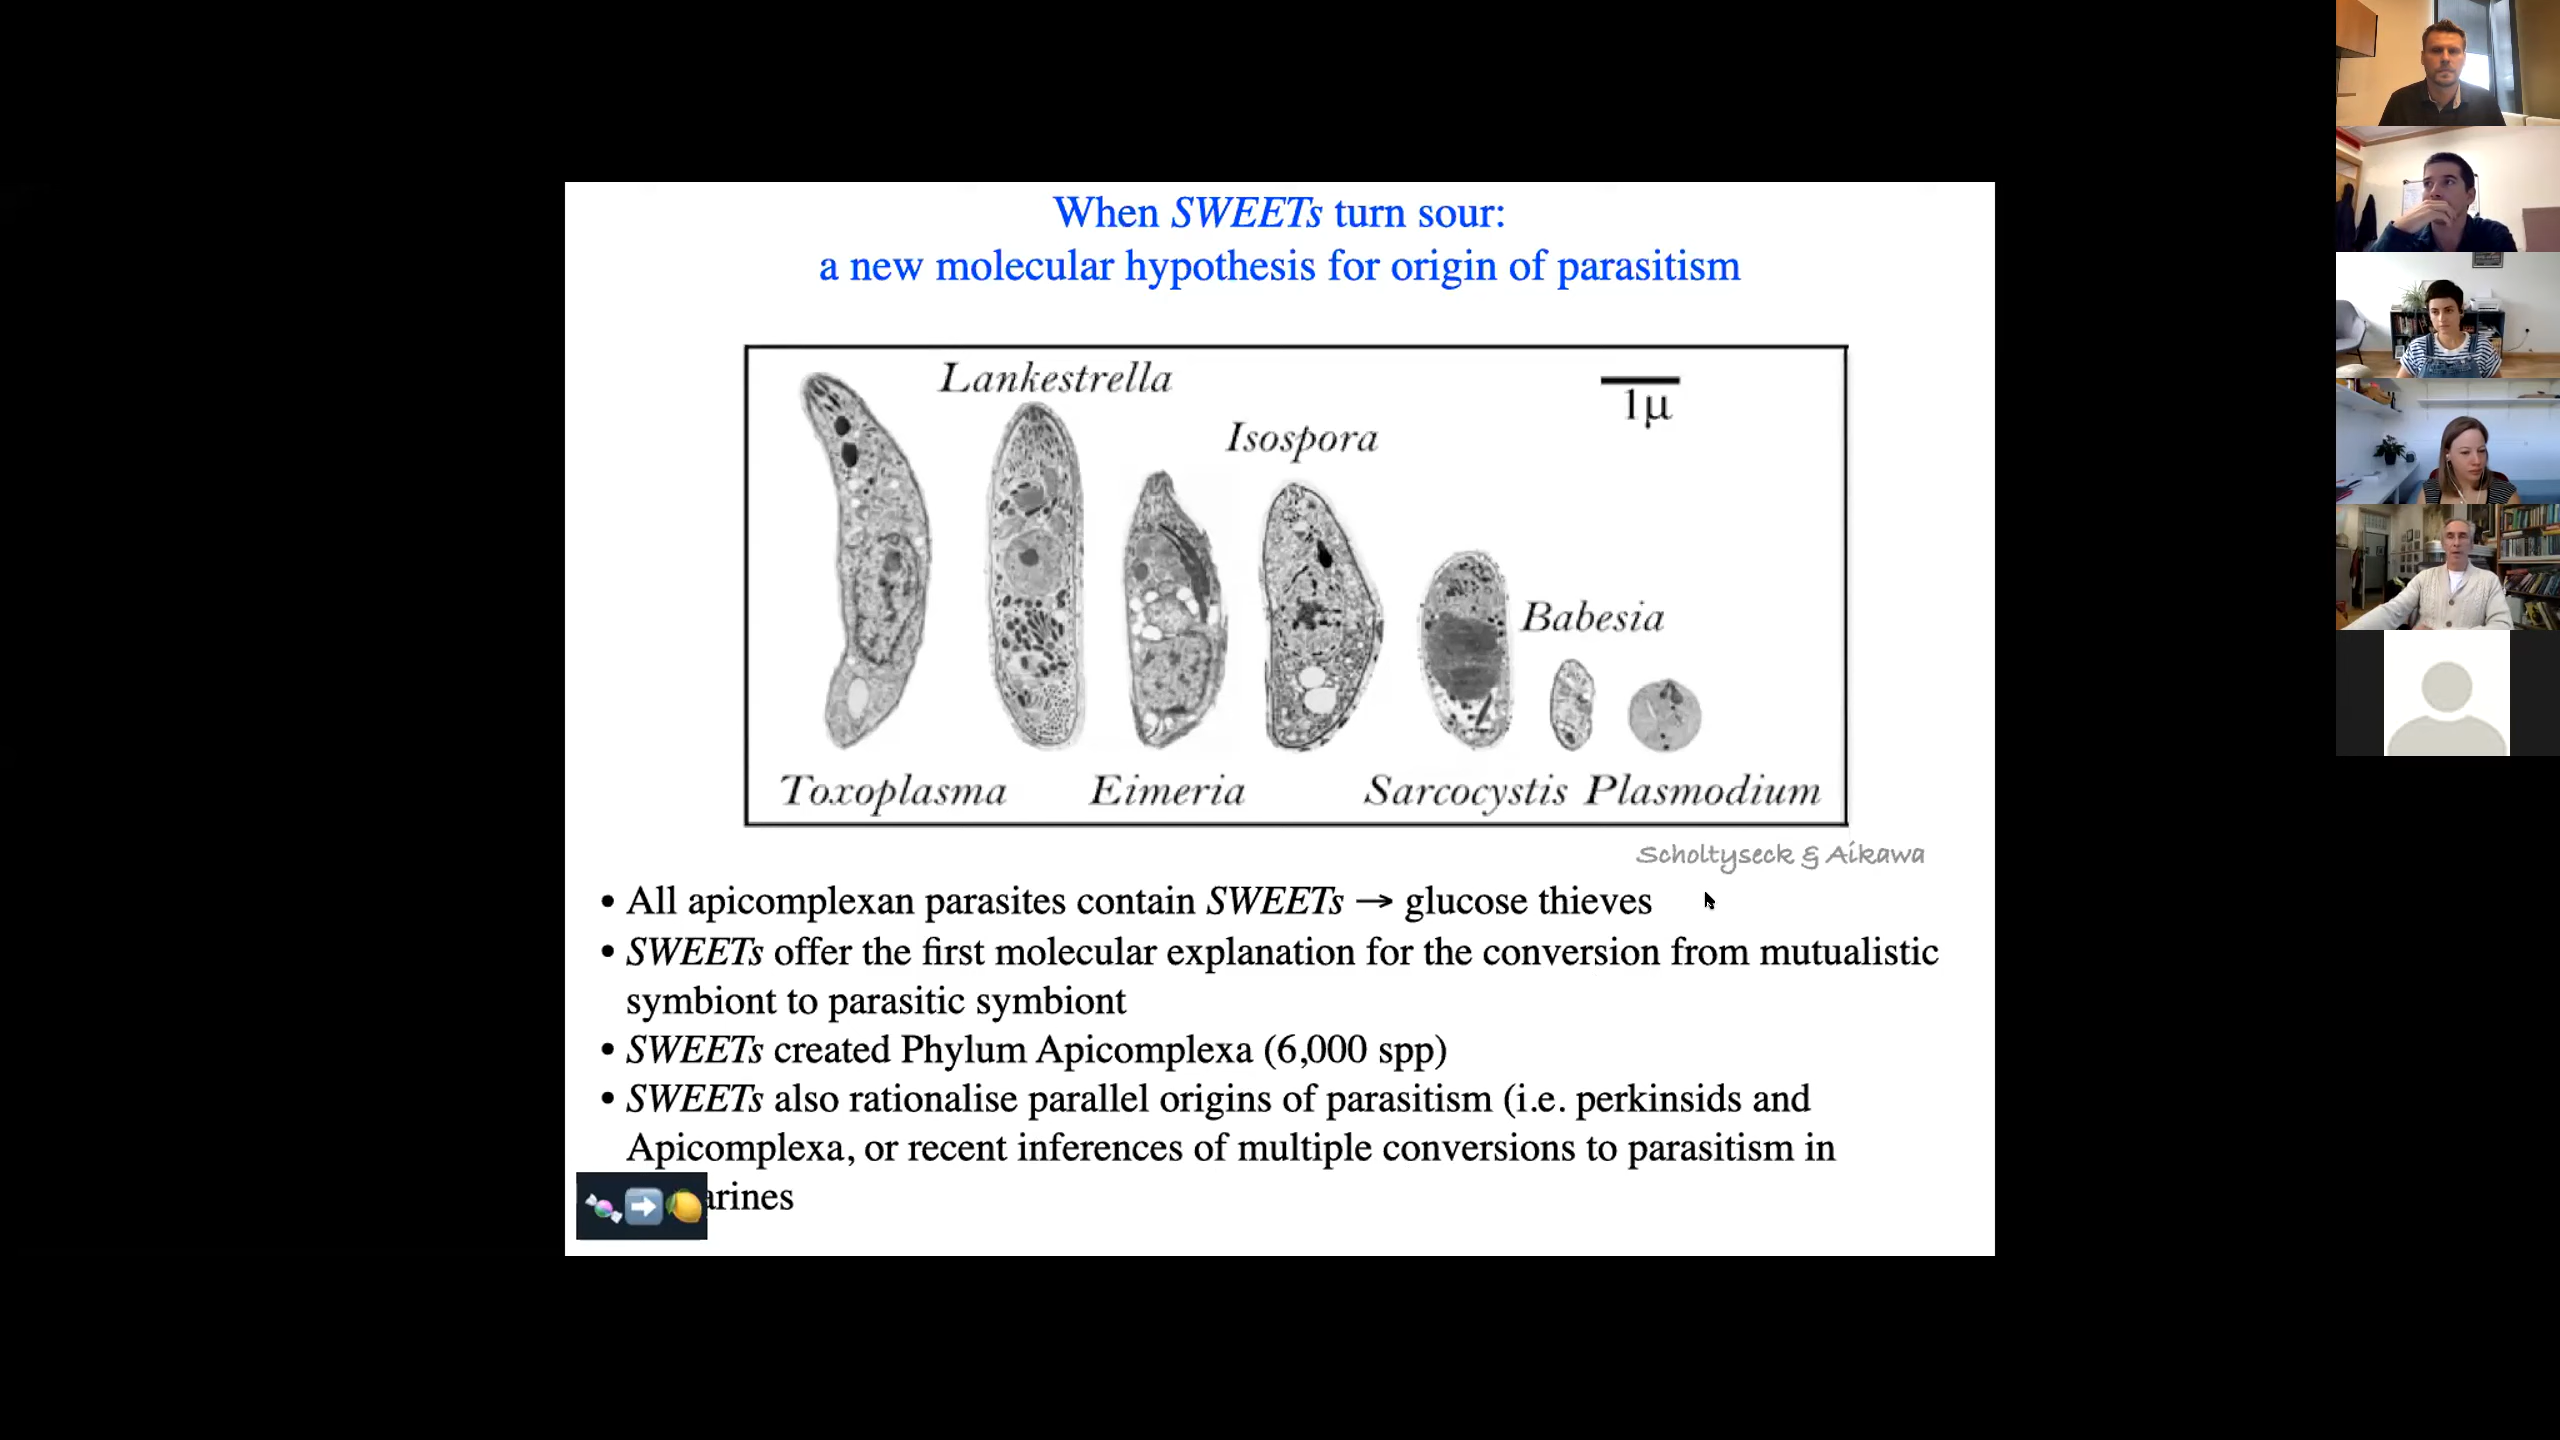 When SWEETs turn sour:
a new molecular hypothesis for origin of parasitism
Lankestrella
1µ
Isospora
Babesia
Toxoplasma Eimeria Sarcocystis Plasmodium
Scholtyseck & Aikawa
• All apicomplexan parasites contain SWEETs → glucose thieves
• SWEETs offer the first molecular explanation for the conversion from mutualistic
symbiont to parasitic symbiont
• SWEETs created Phylum Apicomplexa (6,000 spp)
• SWEETs also rationalise parallel origins of parasitism (i.e. perkinsids and
Apicomplexa, or recent inferences of multiple conversions to parasitism in